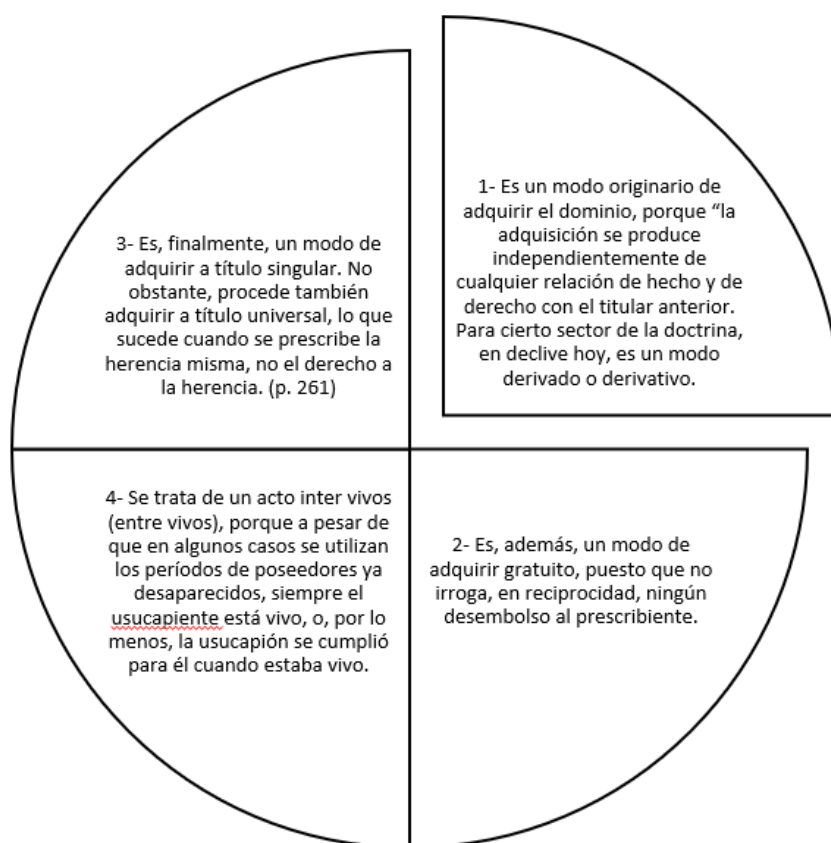 1- Es un modo originario de
adquirir el dominio, porque “la
adquisición se produce
independientemente de
cualquier relación de hecho y de
derecho con el titular anterior.
Para cierto sector de la doctrina,
en declive hoy, es un modo
derivado o derivativo.
2- Es, además, un modo de
adquirir gratuito, puesto que no
irroga, en reciprocidad, ningún
desembolso al prescribiente.
3- Es, finalmente, un modo de
adquirir a título singular. No
obstante, procede también
adquirir a título universal, lo que
sucede cuando se prescribe la
herencia misma, no el derecho a
la herencia. (p. 261)
4- Se trata de un acto inter vivos
(entre vivos), porque a pesar de
que en algunos casos se utilizan
los períodos de poseedores ya
desaparecidos, siempre el
usucapiente está vivo, o, por lo
menos, la usucapión se cumplió
para él cuando estaba vivo.